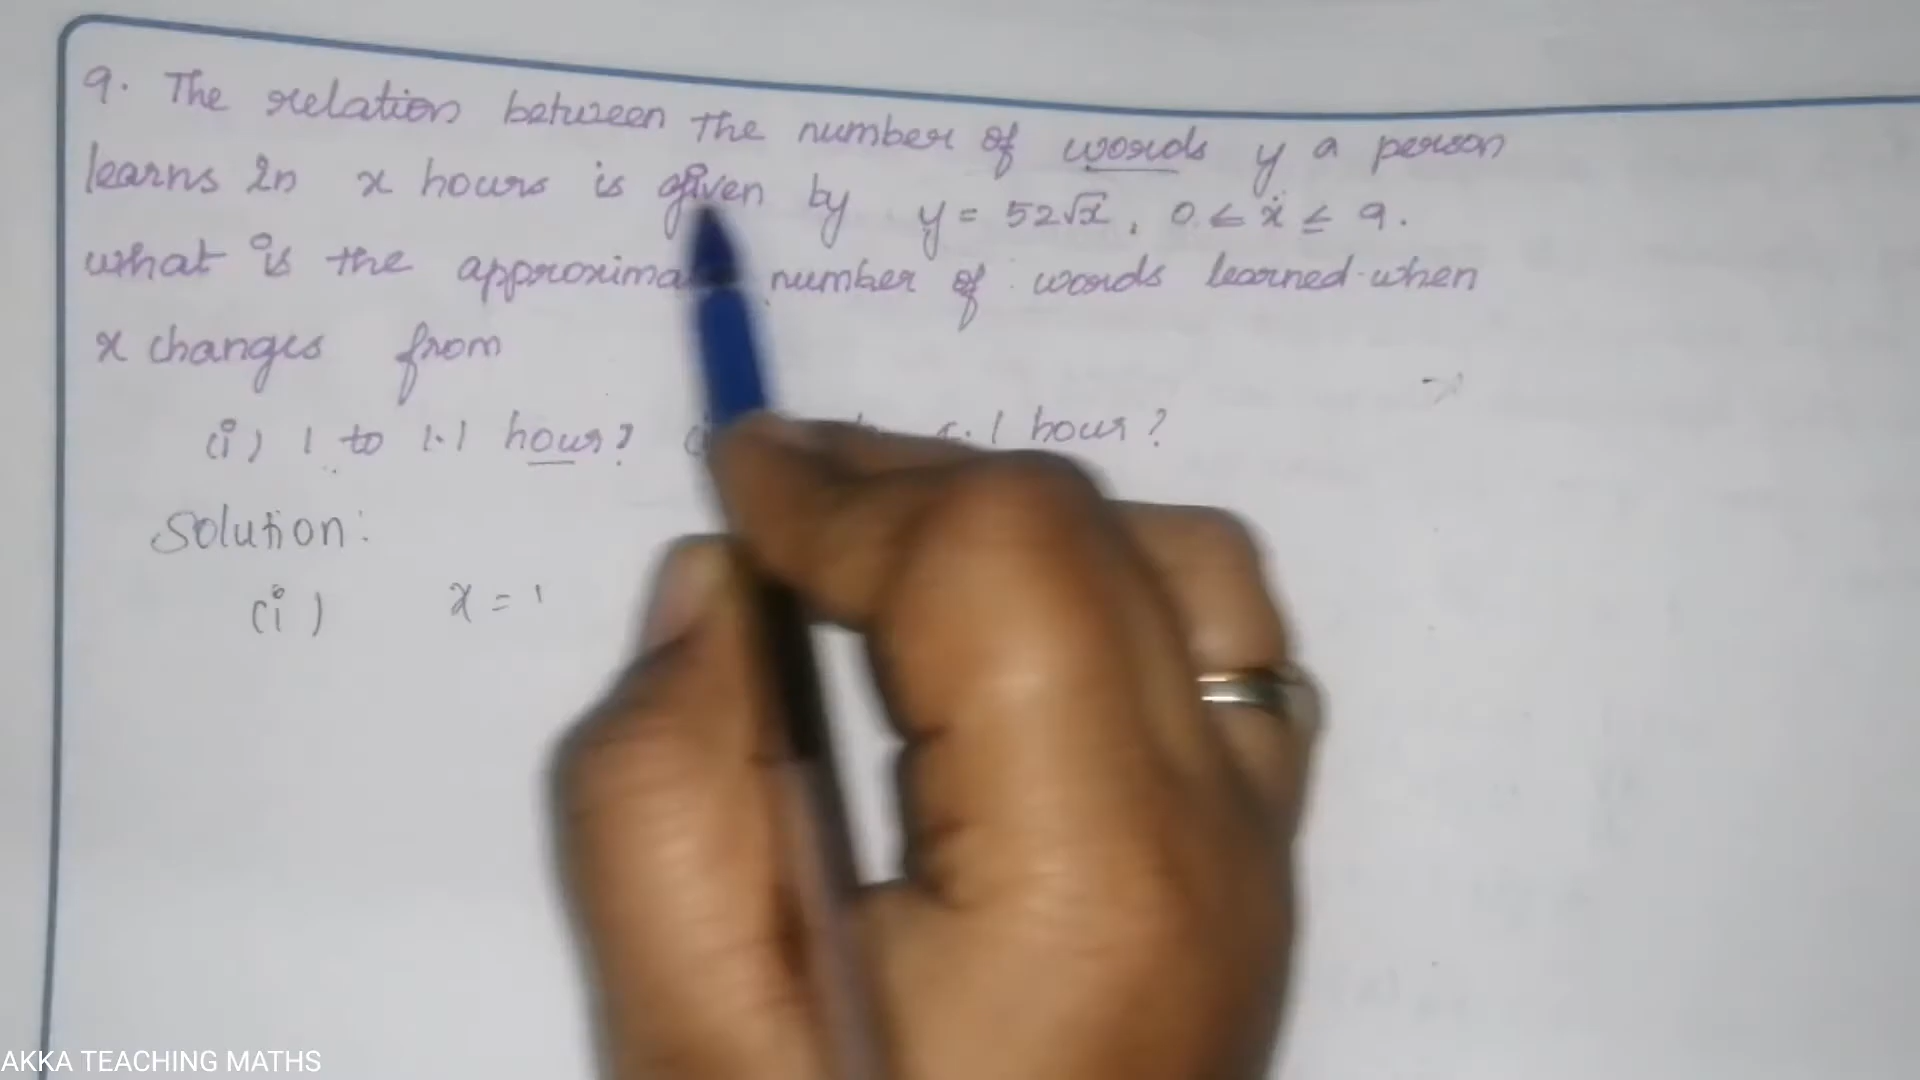 9. The relation between the number of words y a person
learns in x hours is given by y = 52√x, 0 ≤ x ≤ 9.
what is the approximate number of words learned when
x changes from
(i) 1 to 1.1 hour? .1 hour?
Solution:
(i) x = 1
AKKA TEACHING MATHS